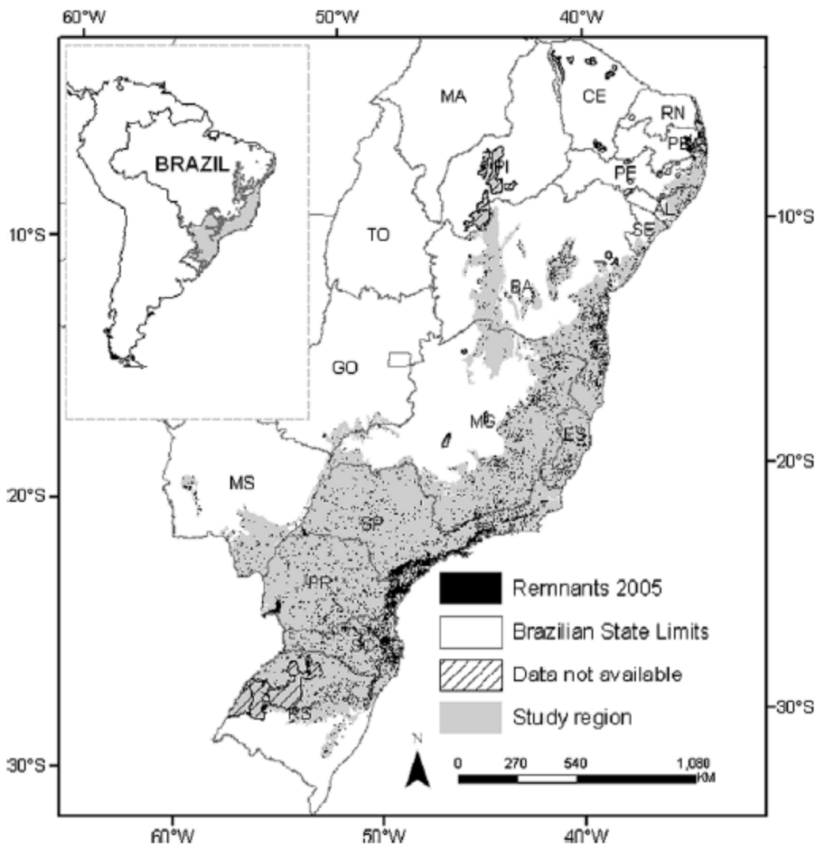 60°W 50°W 40°W
BRAZIL
MA
CE
RN
PB
PI
PE
AL
SE
10°S
TO
10°S
BA
GO
MG
ES
MS
20°S
20°S
SP
PR
SC
RS
Remnants 2005
Brazilian State Limits
Data not available
Study region
30°S
30°S
N
0 270 540 1,080
KM
60°W 50°W 40°W